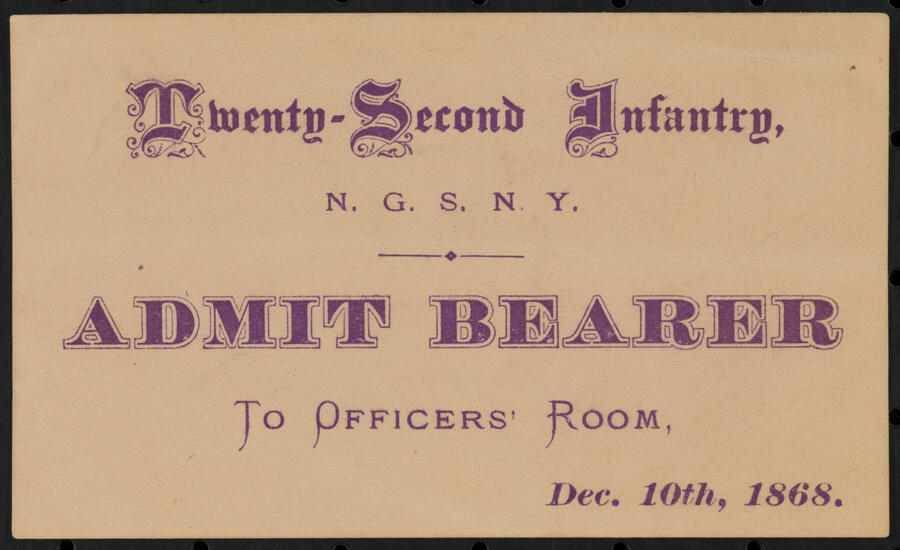 Twenty-Second Infantry,
N. G. S. N. Y.
ADMIT BEARER
To Officers' Room,
Dec. 10th, 1868.